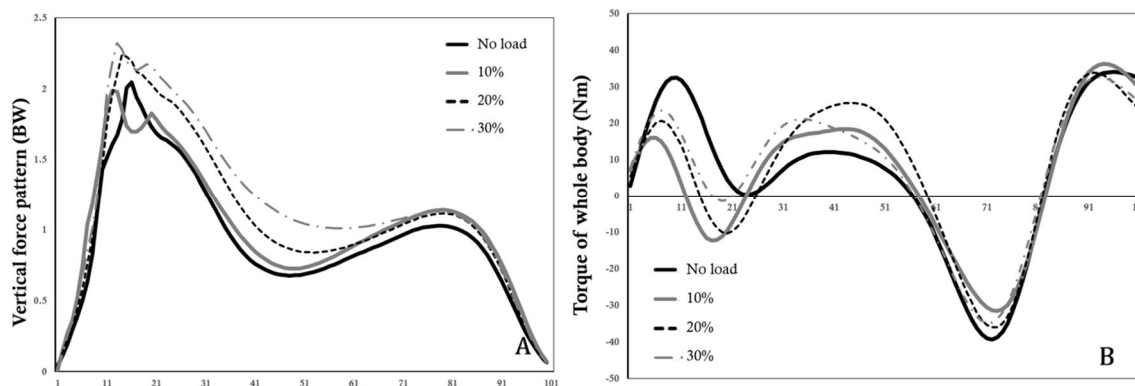 Vertical force pattern (BW)
2.5
2
1.5
1
0.5
0
1 11 21 31 41 51 61 71 81 91 101
No load
10%
20%
30%
A
Torque of whole body (Nm)
50
40
30
20
10
0
-10
-20
-30
-40
-50
1 11 21 31 41 51 61 71 81 91
No load
10%
20%
30%
B